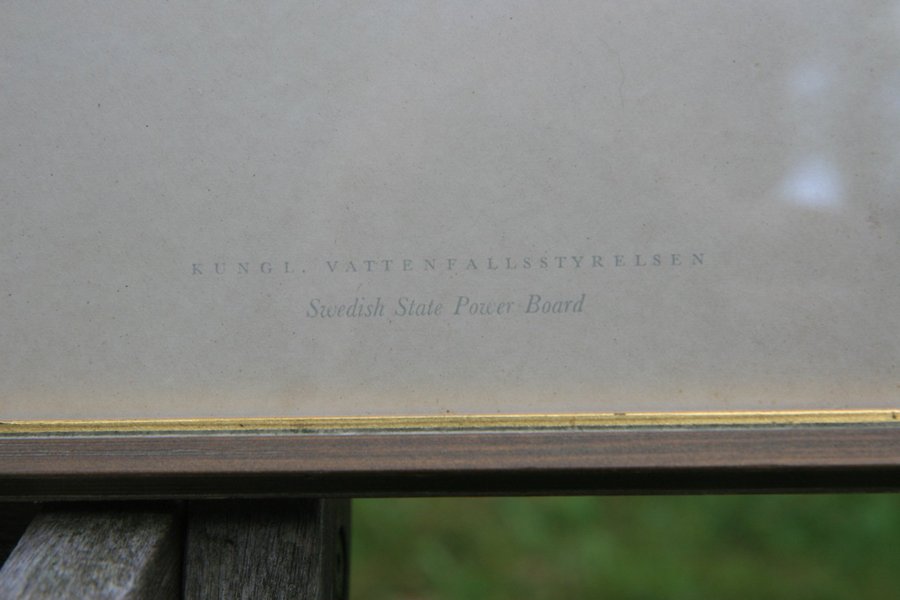 KUNGL. VATTENFALLSSTYRELSEN
Swedish State Power Board